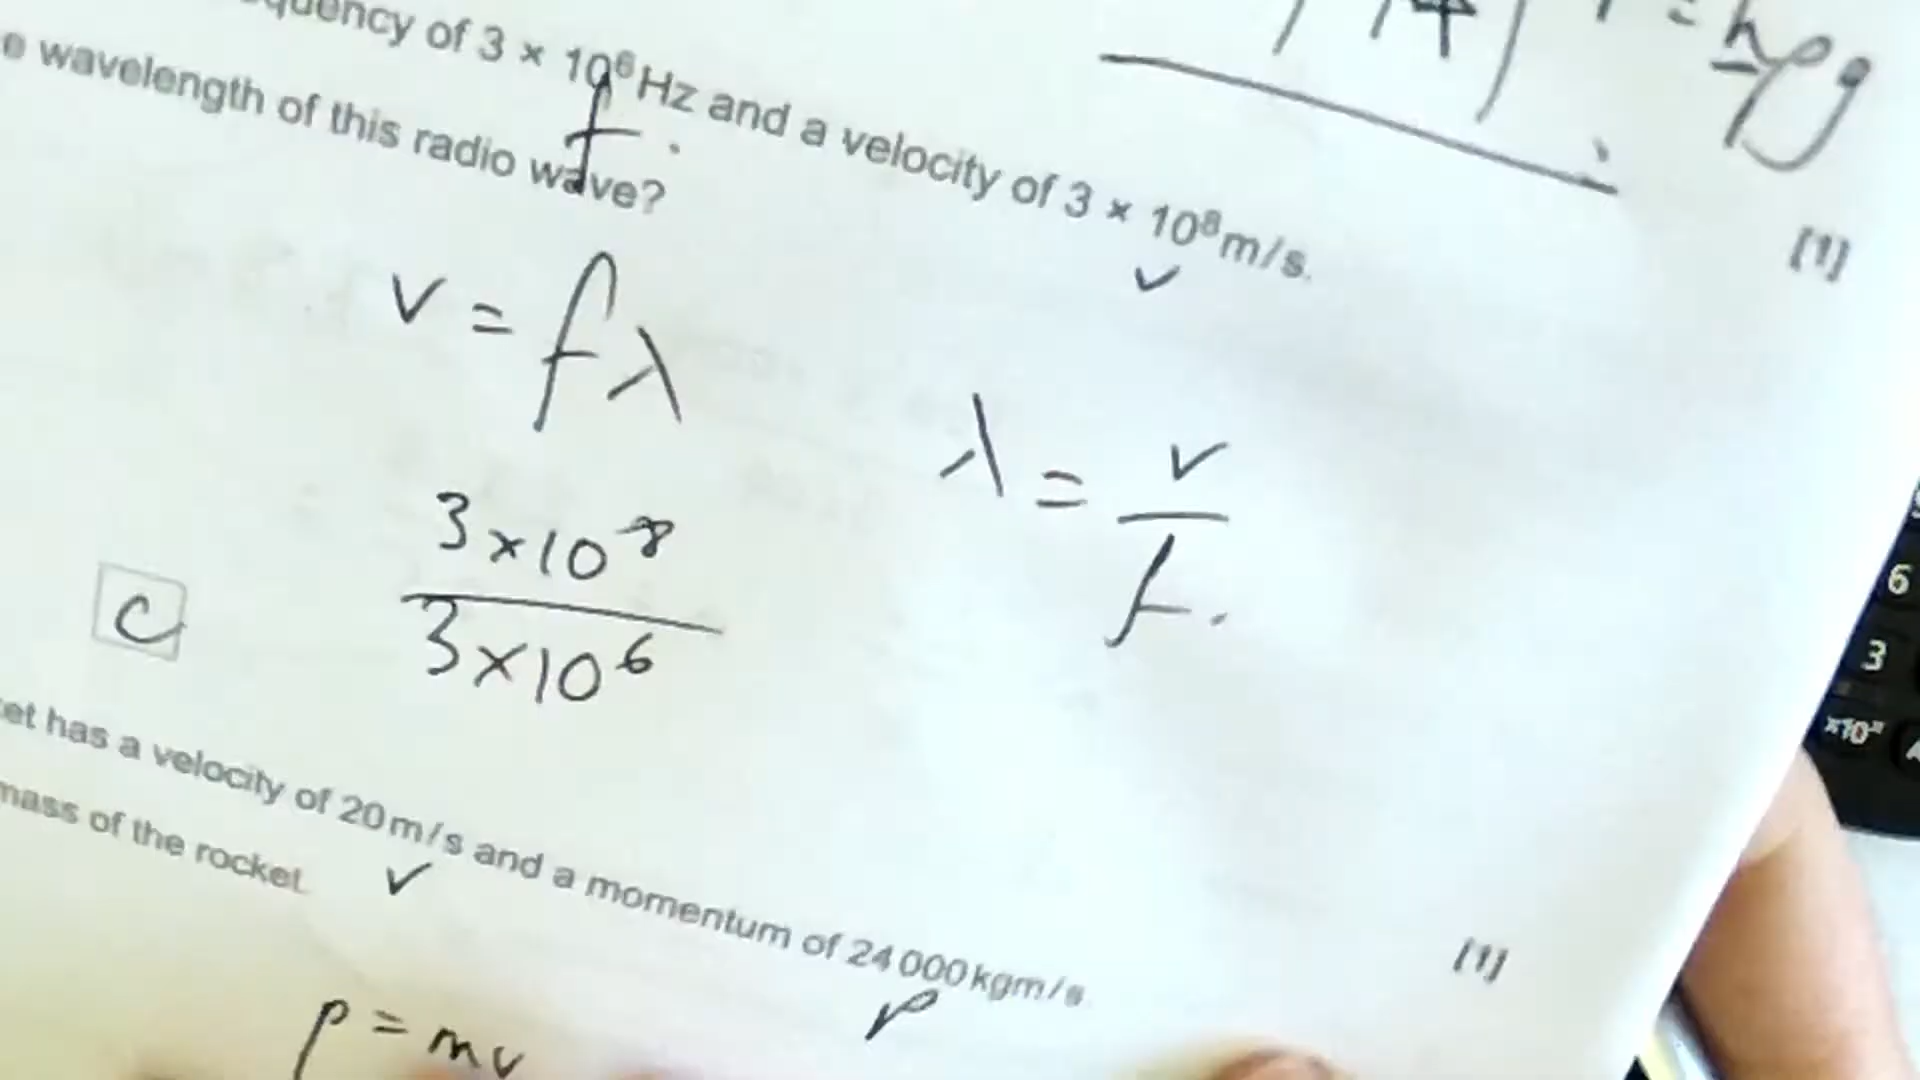 = hρg
quency of 3 × 10⁶ Hz and a velocity of 3 × 10⁸ m/s.
f.
v
e wavelength of this radio wave?
[1]
v = fλ
λ = v
f.
3×10⁸
3×10⁶
C
et has a velocity of 20 m/s and a momentum of 24 000 kg m/s
v
p
mass of the rocket.
[1]
p = mv
6
3
×10ˣ